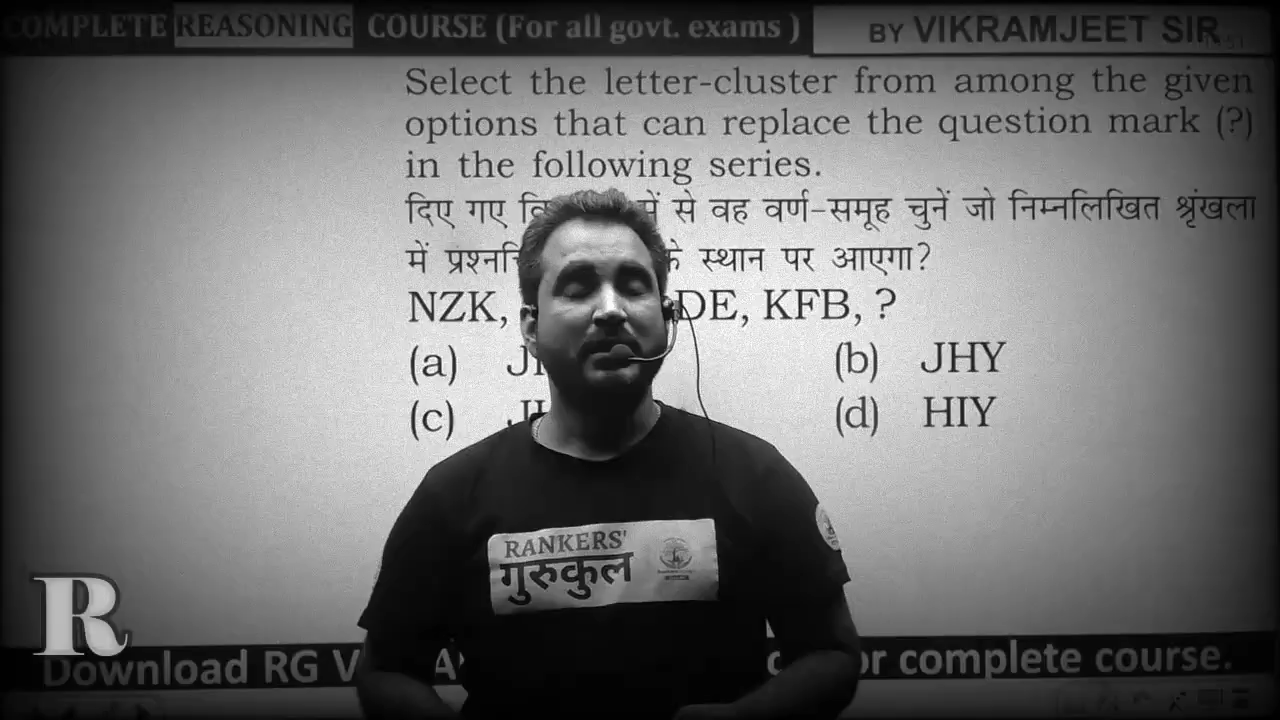 COMPLETE REASONING COURSE (For all govt. exams )
BY VIKRAMJEET SIR
Select the letter-cluster from among the given
options that can replace the question mark (?)
in the following series.
दिए गए में से वह वर्ण-समूह चुनें जो निम्नलिखित श्रृंखला
में के स्थान पर आएगा?
NZK, KFB, ?
(a)
(b) JHY
(c)
(d) HIY
RANKERS'
गुरुकुल
R
Download RG complete course.